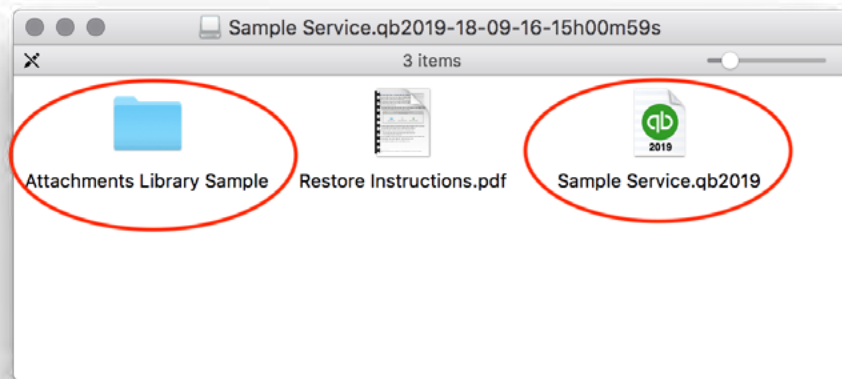 Sample Service.qb2019-18-09-16-15h00m59s
3 items
qb
2019
Attachments Library Sample
Restore Instructions.pdf
Sample Service.qb2019